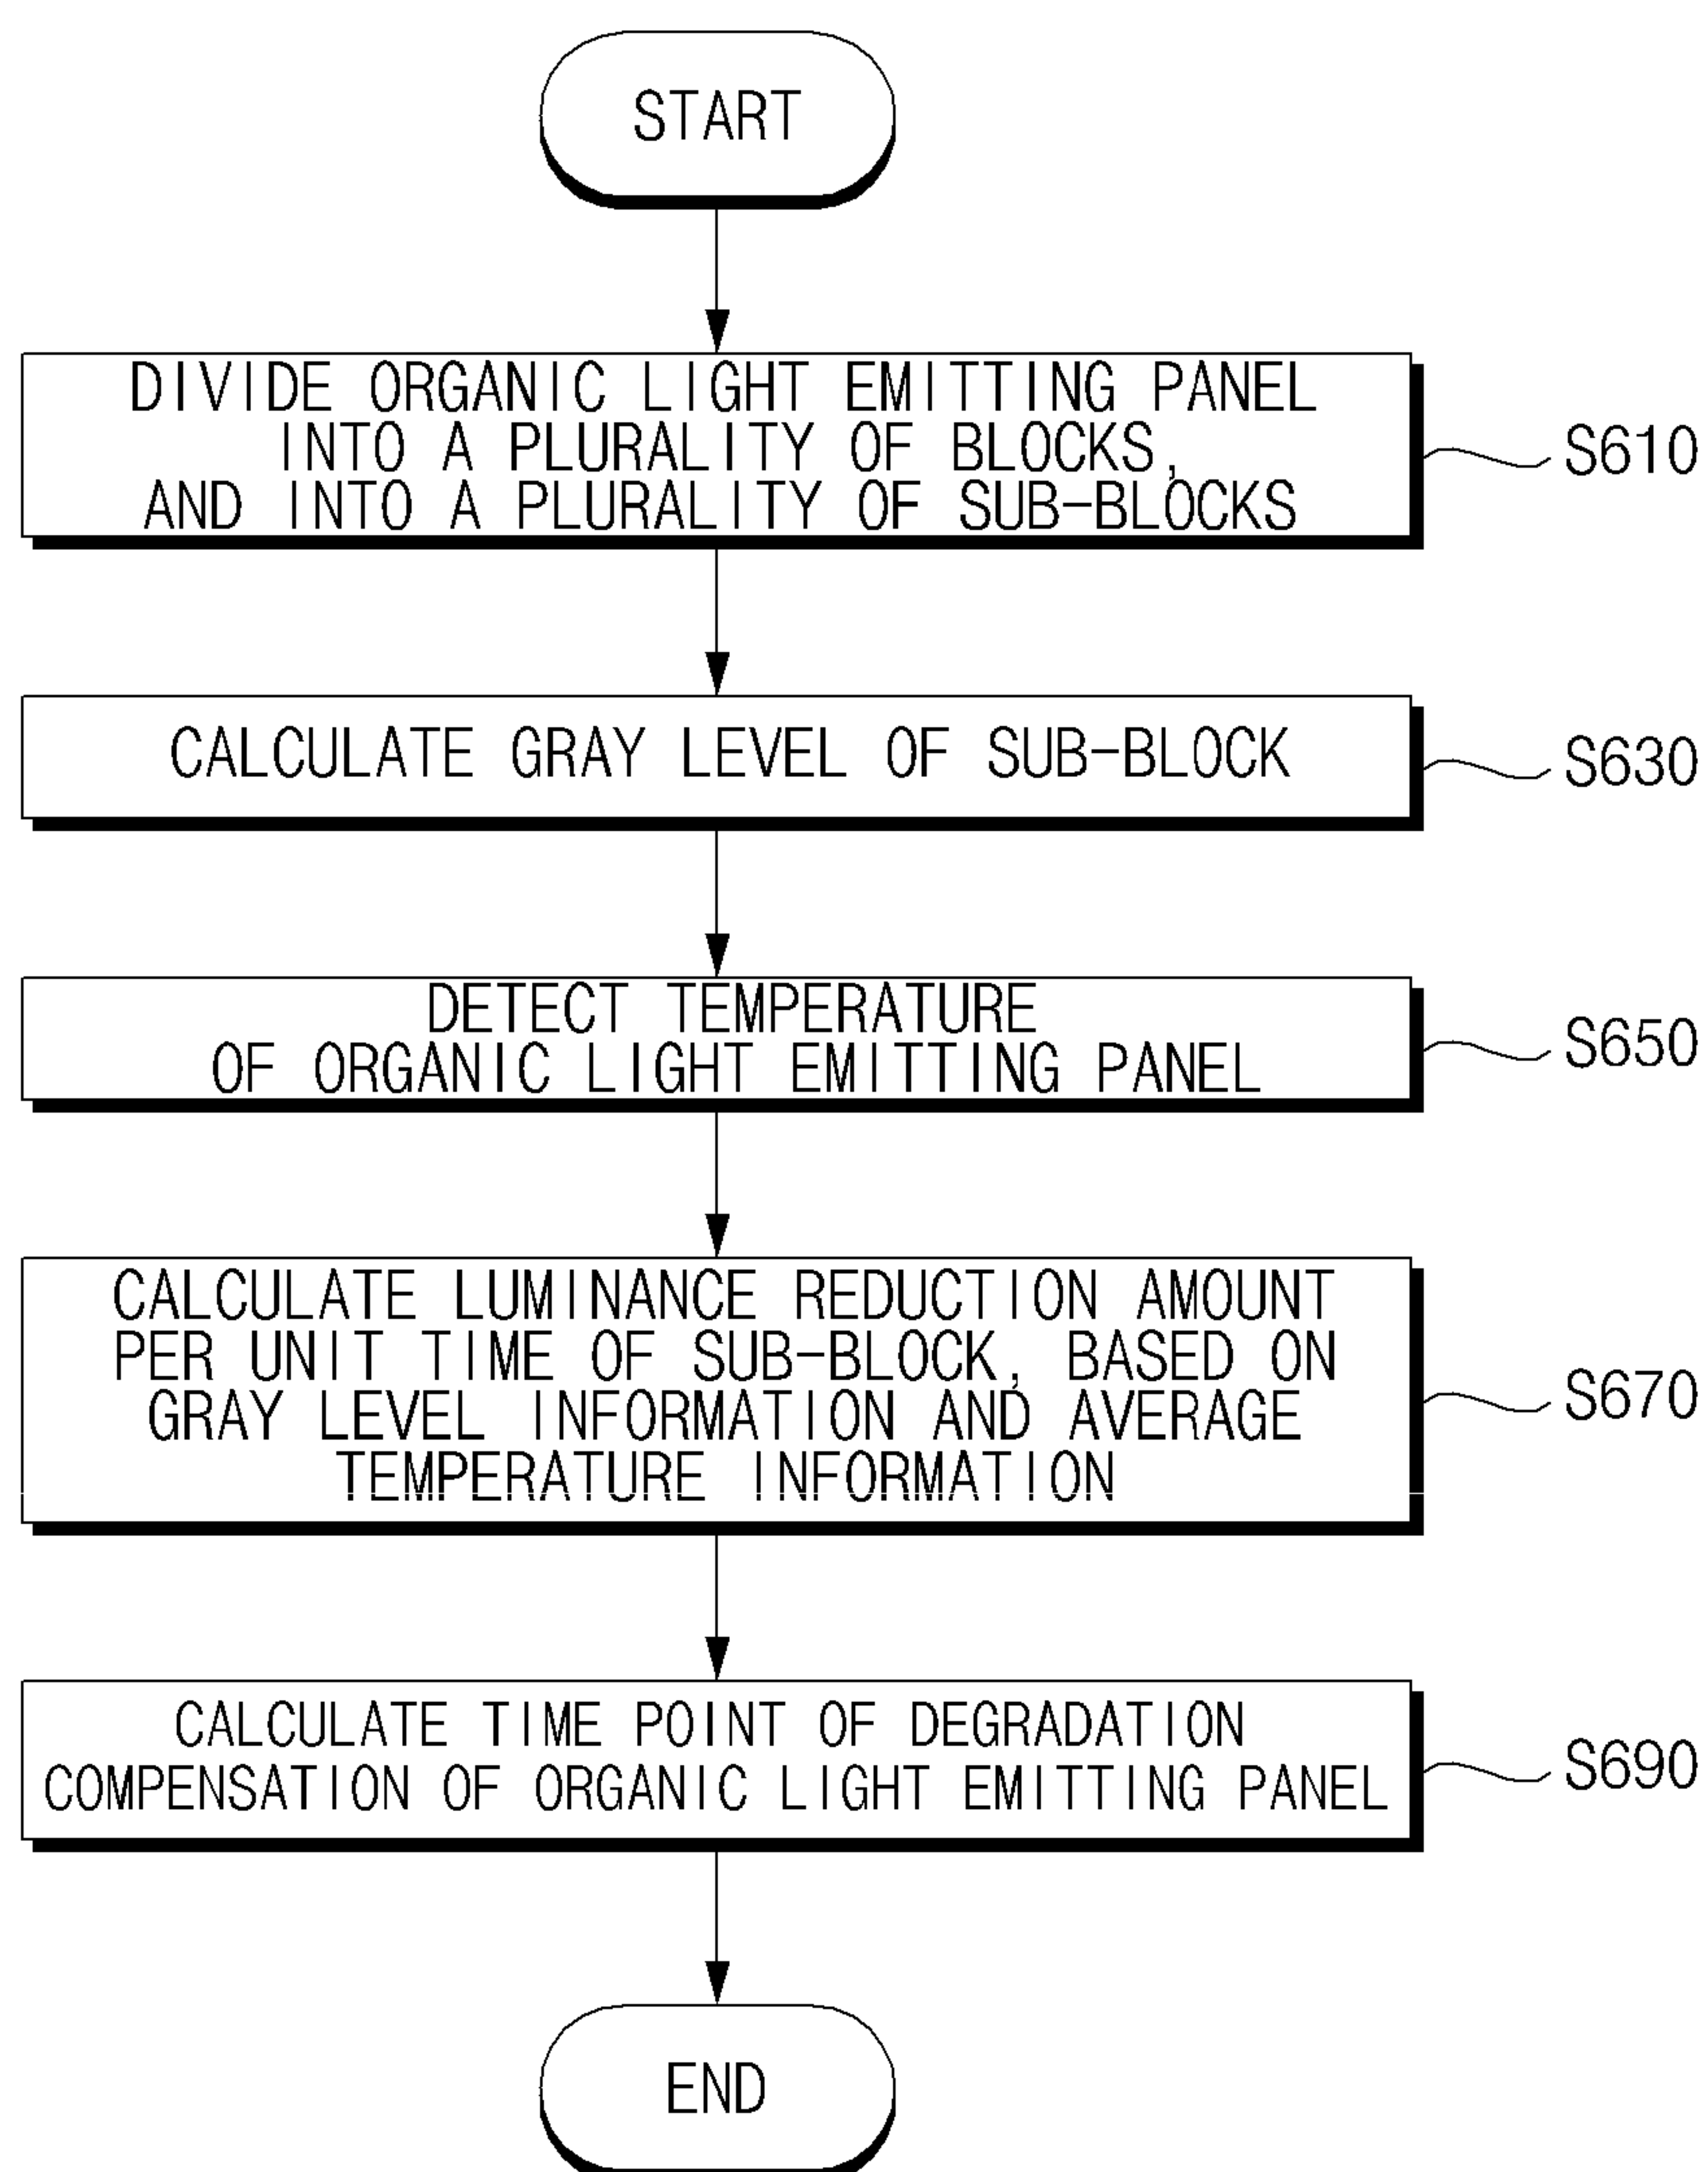 START
DIVIDE ORGANIC LIGHT EMITTING PANEL
INTO A PLURALITY OF BLOCKS,
AND INTO A PLURALITY OF SUB-BLOCKS
S610
CALCULATE GRAY LEVEL OF SUB-BLOCK
S630
DETECT TEMPERATURE
OF ORGANIC LIGHT EMITTING PANEL
S650
CALCULATE LUMINANCE REDUCTION AMOUNT
PER UNIT TIME OF SUB-BLOCK, BASED ON
GRAY LEVEL INFORMATION AND AVERAGE
TEMPERATURE INFORMATION
S670
CALCULATE TIME POINT OF DEGRADATION
COMPENSATION OF ORGANIC LIGHT EMITTING PANEL
S690
END